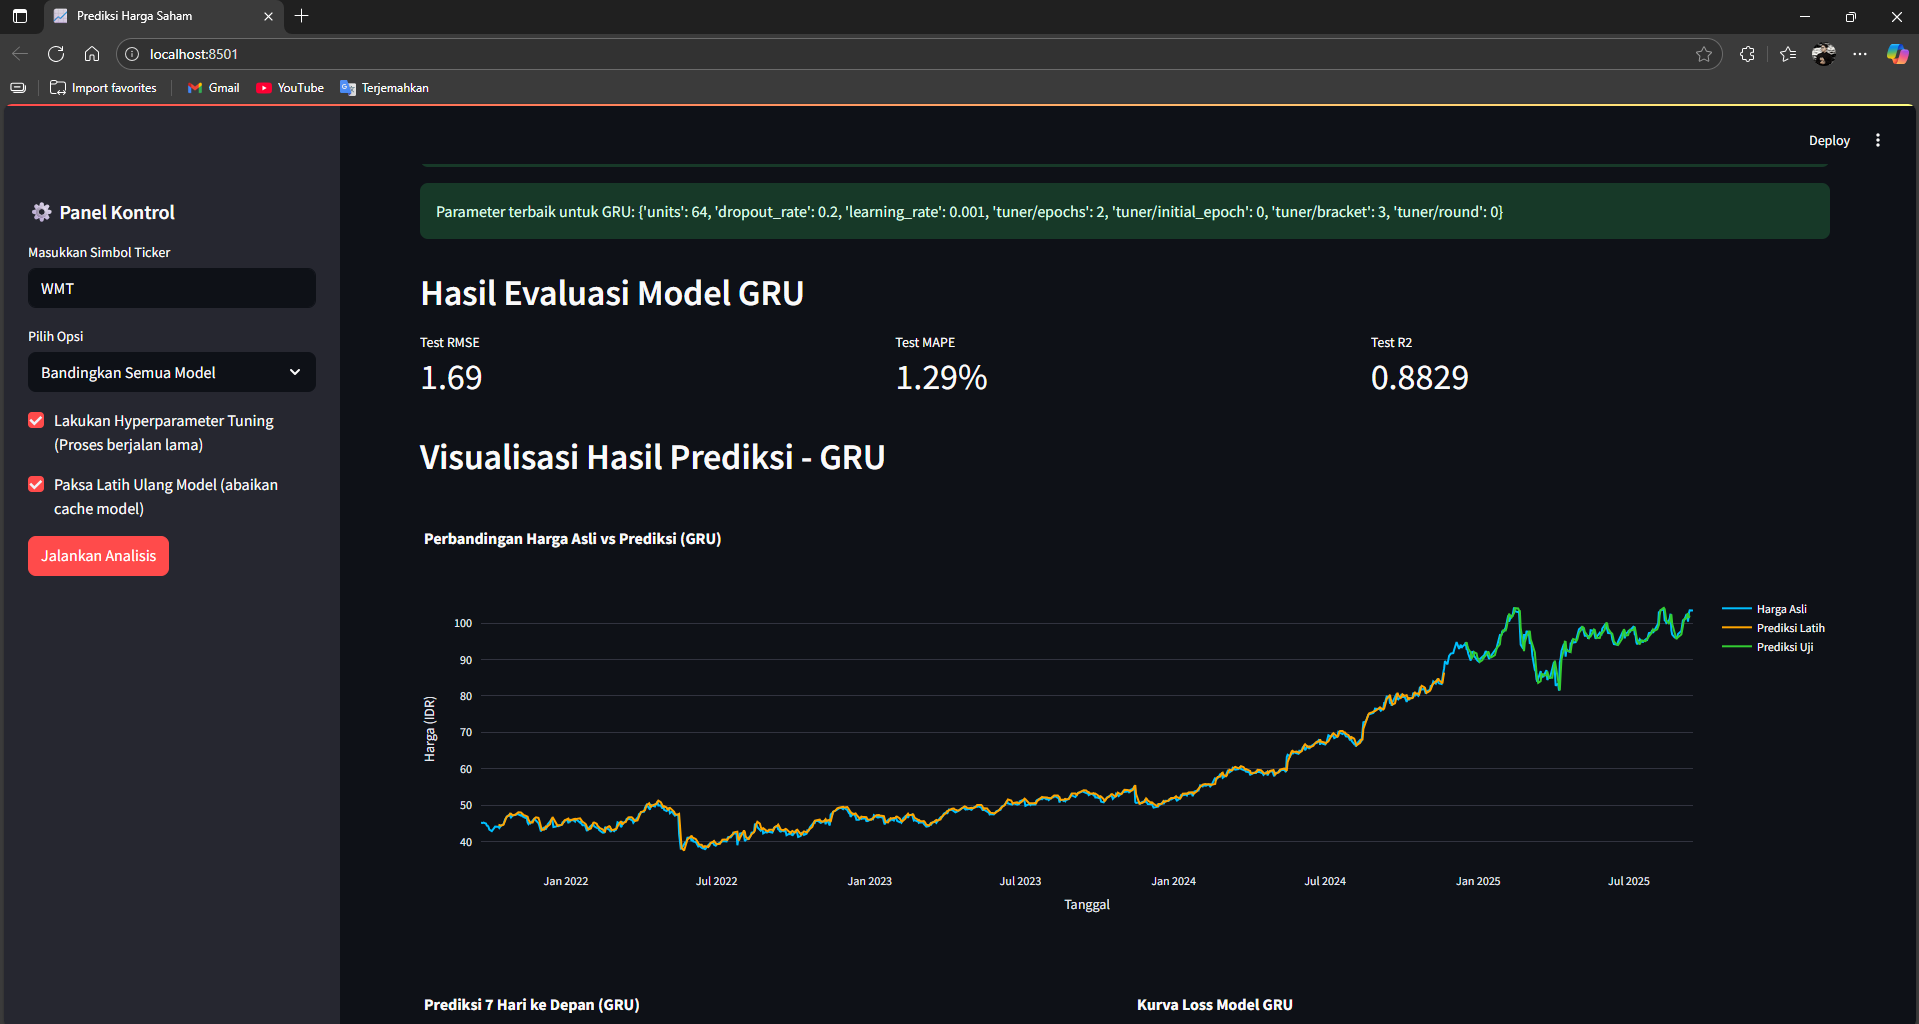 Prediksi Harga Saham
localhost:8501
Import favorites
Gmail
YouTube
Terjemahkan
Deploy
Panel Kontrol
Masukkan Simbol Ticker
WMT
Pilih Opsi
Bandingkan Semua Model
Lakukan Hyperparameter Tuning
(Proses berjalan lama)
Paksa Latih Ulang Model (abaikan
cache model)
Jalankan Analisis
Parameter terbaik untuk GRU: {'units': 64, 'dropout_rate': 0.2, 'learning_rate': 0.001, 'tuner/epochs': 2, 'tuner/initial_epoch': 0, 'tuner/bracket': 3, 'tuner/round': 0}
Hasil Evaluasi Model GRU
Test RMSE
1.69
Test MAPE
1.29%
Test R2
0.8829
Visualisasi Hasil Prediksi - GRU
Perbandingan Harga Asli vs Prediksi (GRU)
Harga Asli
Prediksi Latih
Prediksi Uji
Harga (IDR)
100
90
80
70
60
50
40
Jan 2022
Jul 2022
Jan 2023
Jul 2023
Jan 2024
Jul 2024
Jan 2025
Jul 2025
Tanggal
Prediksi 7 Hari ke Depan (GRU)
Kurva Loss Model GRU